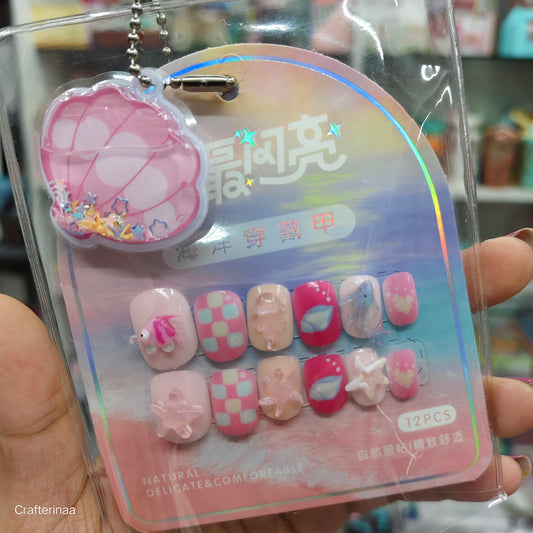 最闪亮
海洋穿戴甲
12PCS
自然服帖|精致舒适
NATURAL
DELICATE&COMFORTABLE
Crafterinaa